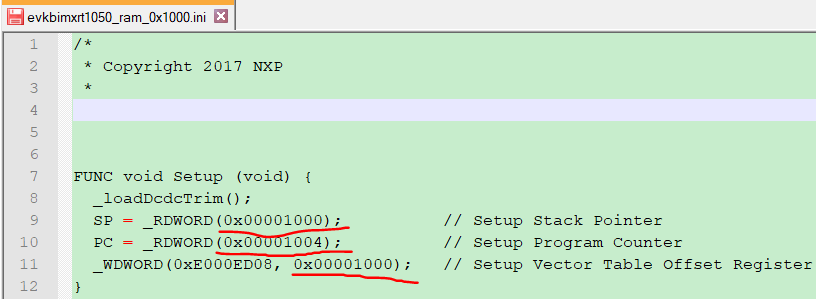 evkbimxrt1050_ram_0x1000.ini
1 /*
2  * Copyright 2017 NXP
3  *
4
5
6
7 FUNC void Setup (void) {
8   _loadDcdcTrim();
9   SP = _RDWORD(0x00001000);          // Setup Stack Pointer
10   PC = _RDWORD(0x00001004);          // Setup Program Counter
11   _WDWORD(0xE000ED08, 0x00001000);   // Setup Vector Table Offset Register
12 }